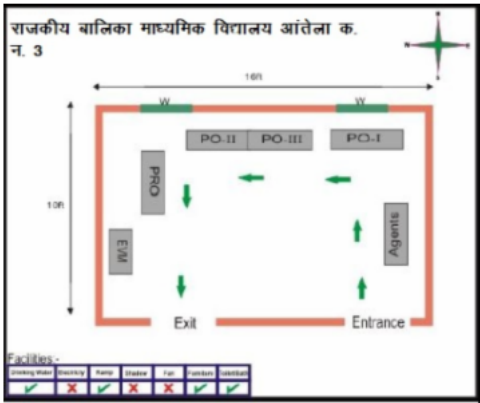 राजकीय बालिका माध्यमिक विद्यालय आंतेला क.
न. 3
16ft
W W
PO-II PO-III PO-I
PRO
10ft
EVM
Agents
Exit Entrance
Facilities:-
Drinking Water Electricity Ramp Shadow Fan Furniture Toilet/Bath